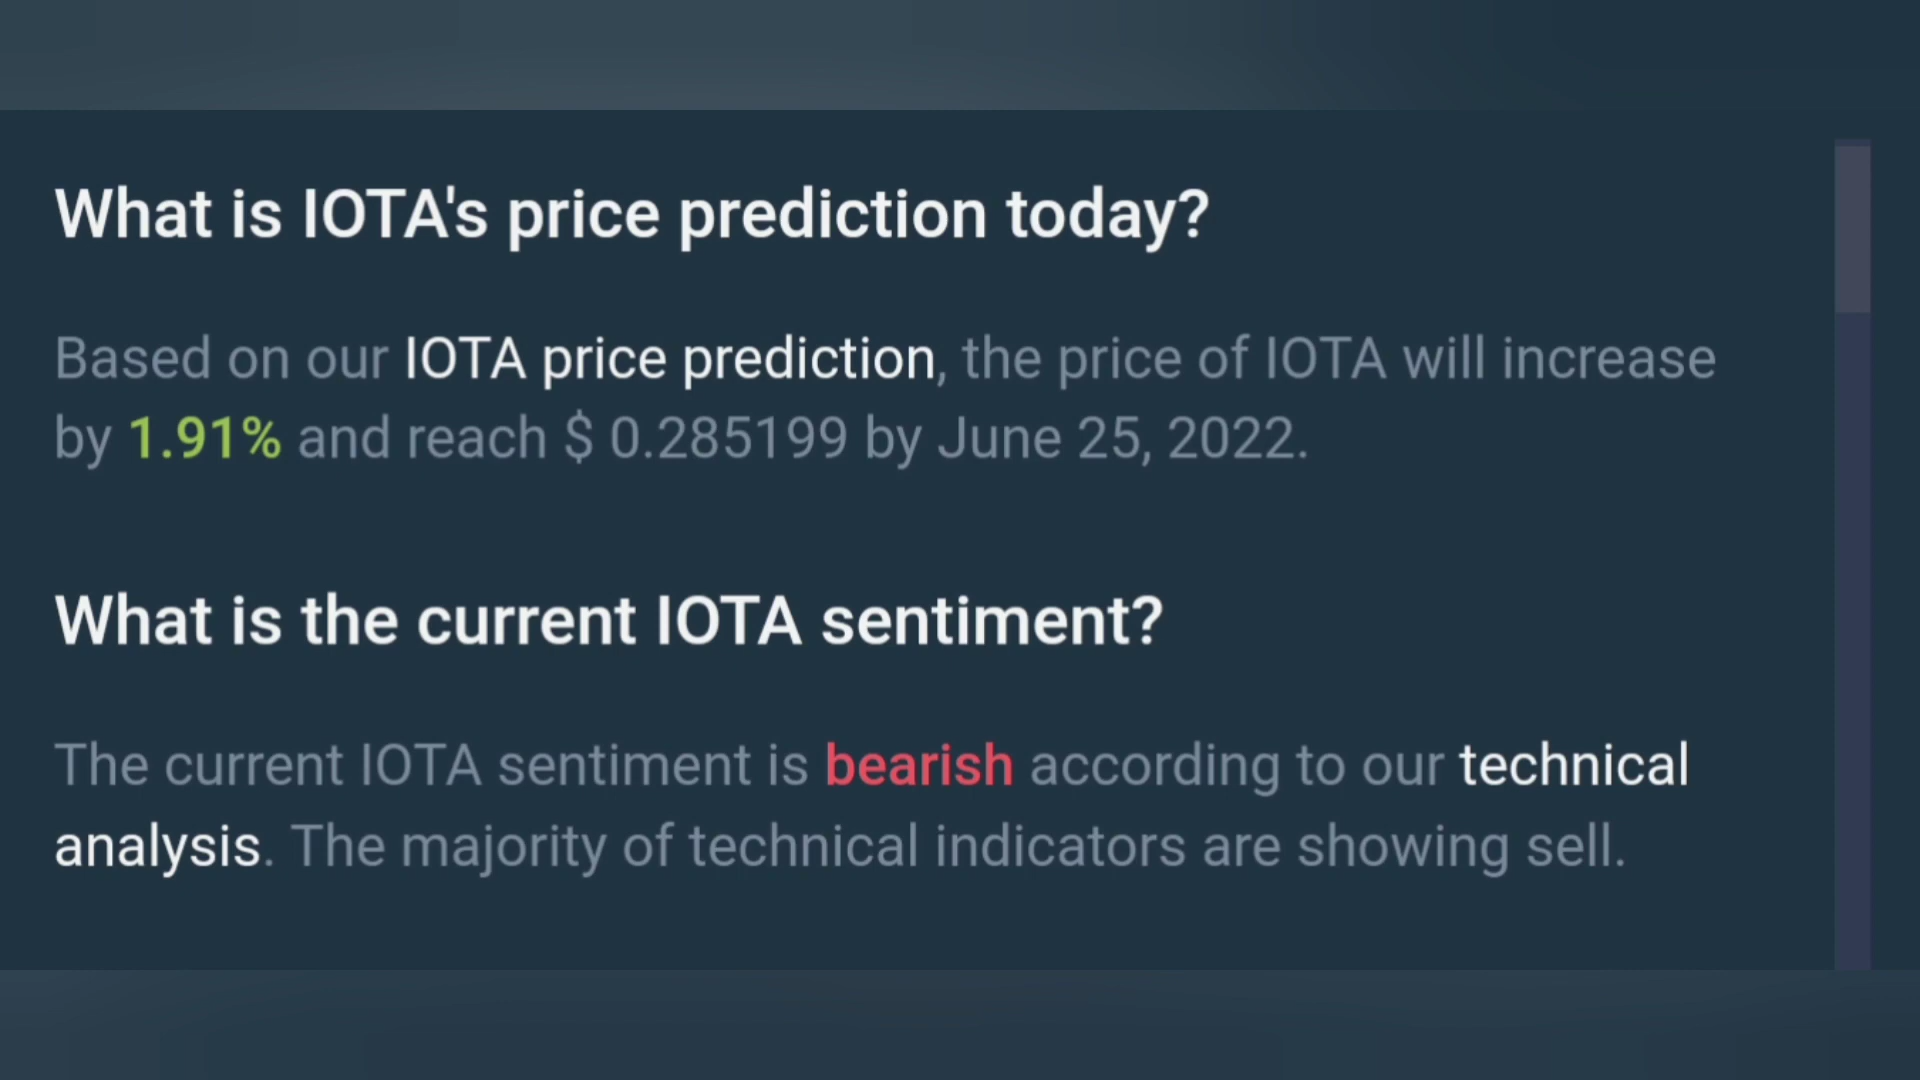 What is IOTA's price prediction today?
Based on our IOTA price prediction, the price of IOTA will increase
by 1.91% and reach $ 0.285199 by June 25, 2022.
What is the current IOTA sentiment?
The current IOTA sentiment is bearish according to our technical
analysis. The majority of technical indicators are showing sell.